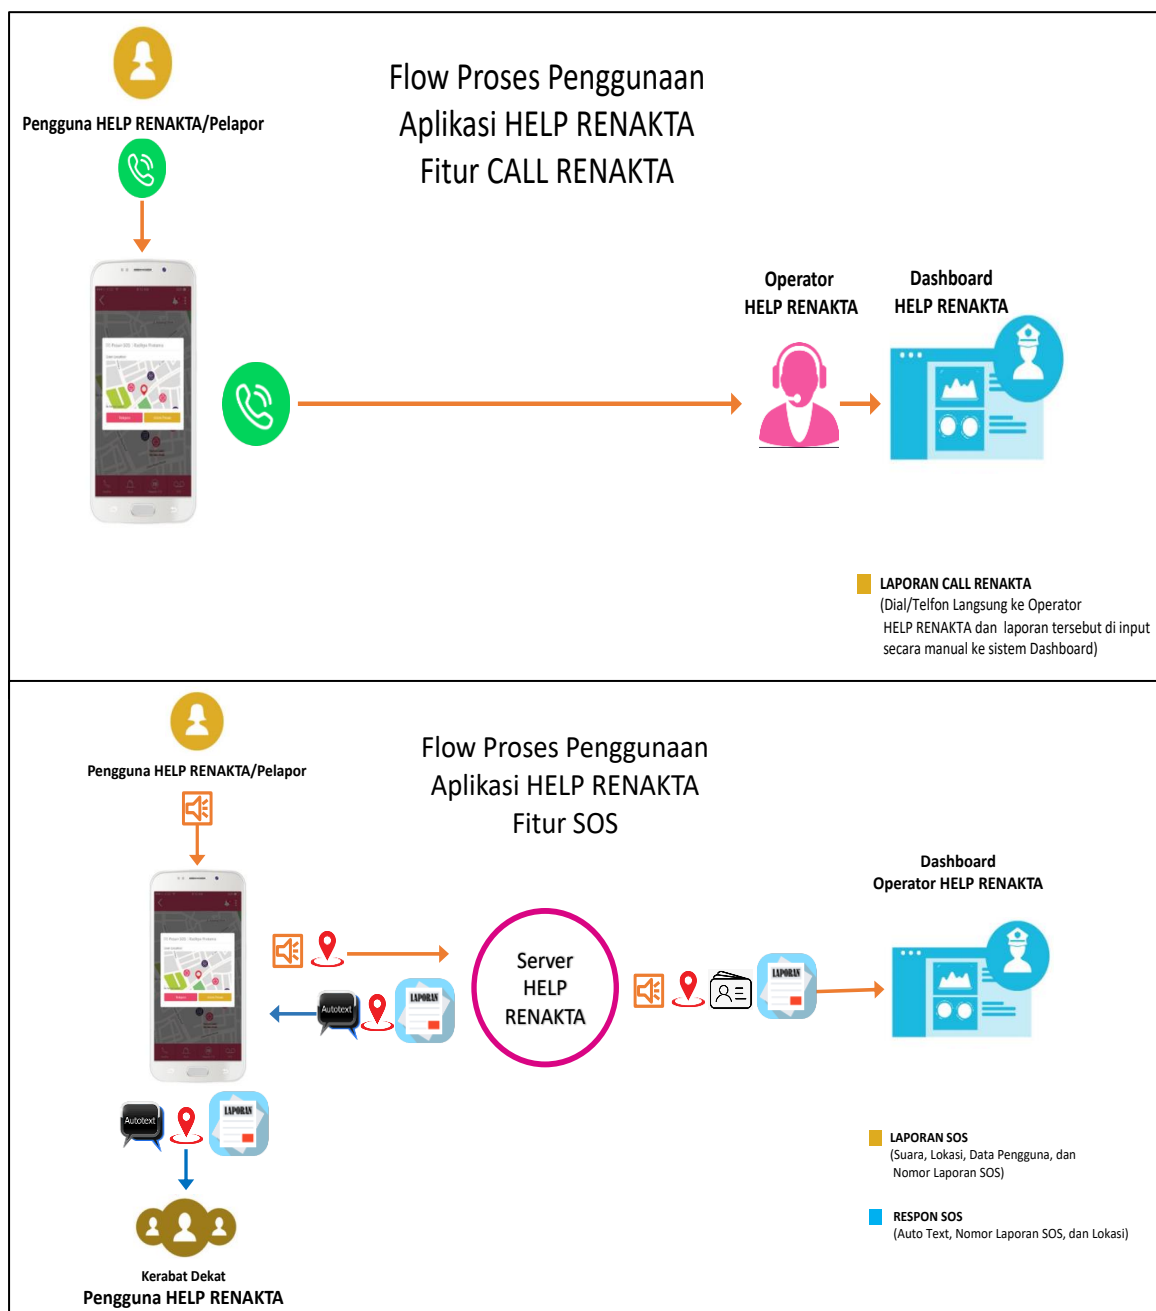 Flow Proses Penggunaan
Aplikasi HELP RENAKTA
Fitur CALL RENAKTA
Pengguna HELP RENAKTA/Pelapor
Operator
HELP RENAKTA
Dashboard
HELP RENAKTA
LAPORAN CALL RENAKTA
(Dial/Telfon Langsung ke Operator
HELP RENAKTA dan laporan tersebut di input
secara manual ke sistem Dashboard)
Flow Proses Penggunaan
Aplikasi HELP RENAKTA
Fitur SOS
Pengguna HELP RENAKTA/Pelapor
Dashboard
Operator HELP RENAKTA
Server
HELP
RENAKTA
LAPORAN
Autotext
LAPORAN
Autotext
LAPORAN
LAPORAN SOS
(Suara, Lokasi, Data Pengguna, dan
Nomor Laporan SOS)
RESPON SOS
(Auto Text, Nomor Laporan SOS, dan Lokasi)
Kerabat Dekat
Pengguna HELP RENAKTA